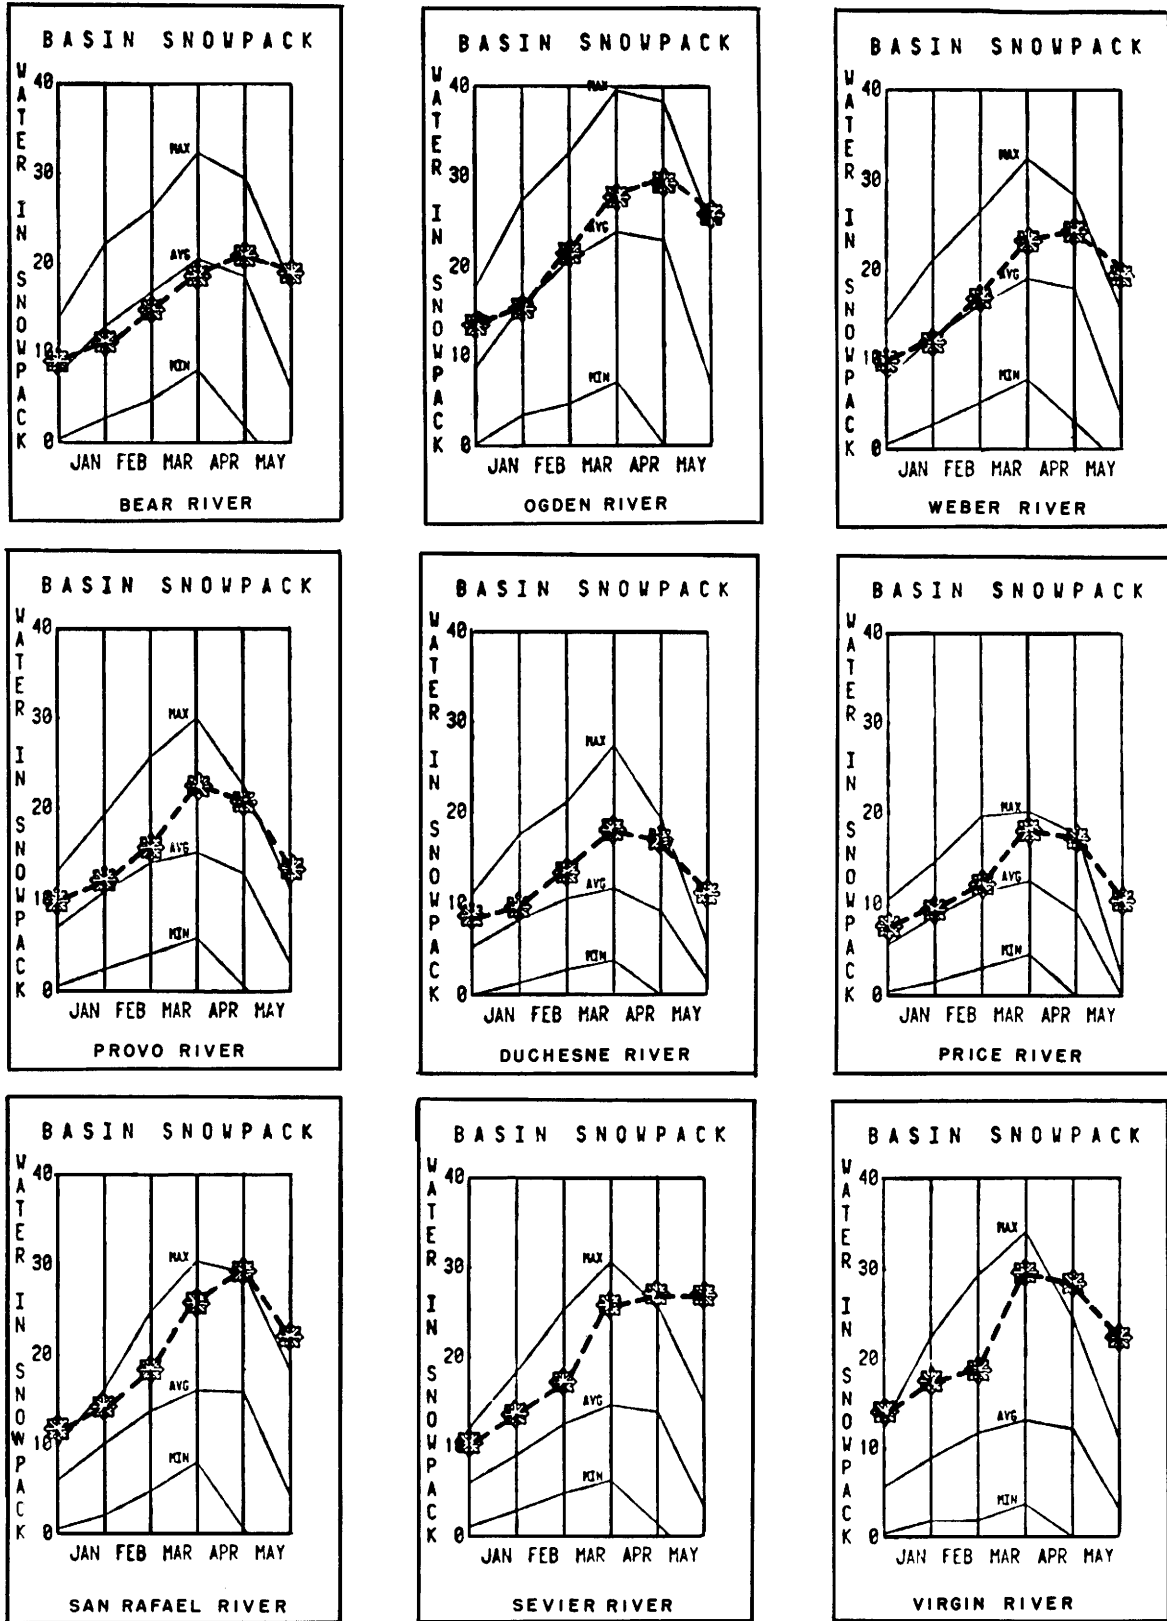 BASIN SNOWPACK
WATER IN SNOWPACK
40
30
20
10
0
MAX
AVG
MIN
JAN FEB MAR APR MAY
BEAR RIVER
BASIN SNOWPACK
WATER IN SNOWPACK
40
30
20
10
0
MAX
AVG
MIN
JAN FEB MAR APR MAY
OGDEN RIVER
BASIN SNOWPACK
WATER IN SNOWPACK
40
30
20
10
0
MAX
AVG
MIN
JAN FEB MAR APR MAY
WEBER RIVER
BASIN SNOWPACK
WATER IN SNOWPACK
40
30
20
10
0
MAX
AVG
MIN
JAN FEB MAR APR MAY
PROVO RIVER
BASIN SNOWPACK
WATER IN SNOWPACK
40
30
20
10
0
MAX
AVG
MIN
JAN FEB MAR APR MAY
DUCHESNE RIVER
BASIN SNOWPACK
WATER IN SNOWPACK
40
30
20
10
0
MAX
AVG
MIN
JAN FEB MAR APR MAY
PRICE RIVER
BASIN SNOWPACK
WATER IN SNOWPACK
40
30
20
10
0
MAX
AVG
MIN
JAN FEB MAR APR MAY
SAN RAFAEL RIVER
BASIN SNOWPACK
WATER IN SNOWPACK
40
30
20
10
0
MAX
AVG
MIN
JAN FEB MAR APR MAY
SEVIER RIVER
BASIN SNOWPACK
WATER IN SNOWPACK
40
30
20
10
0
MAX
AVG
MIN
JAN FEB MAR APR MAY
VIRGIN RIVER